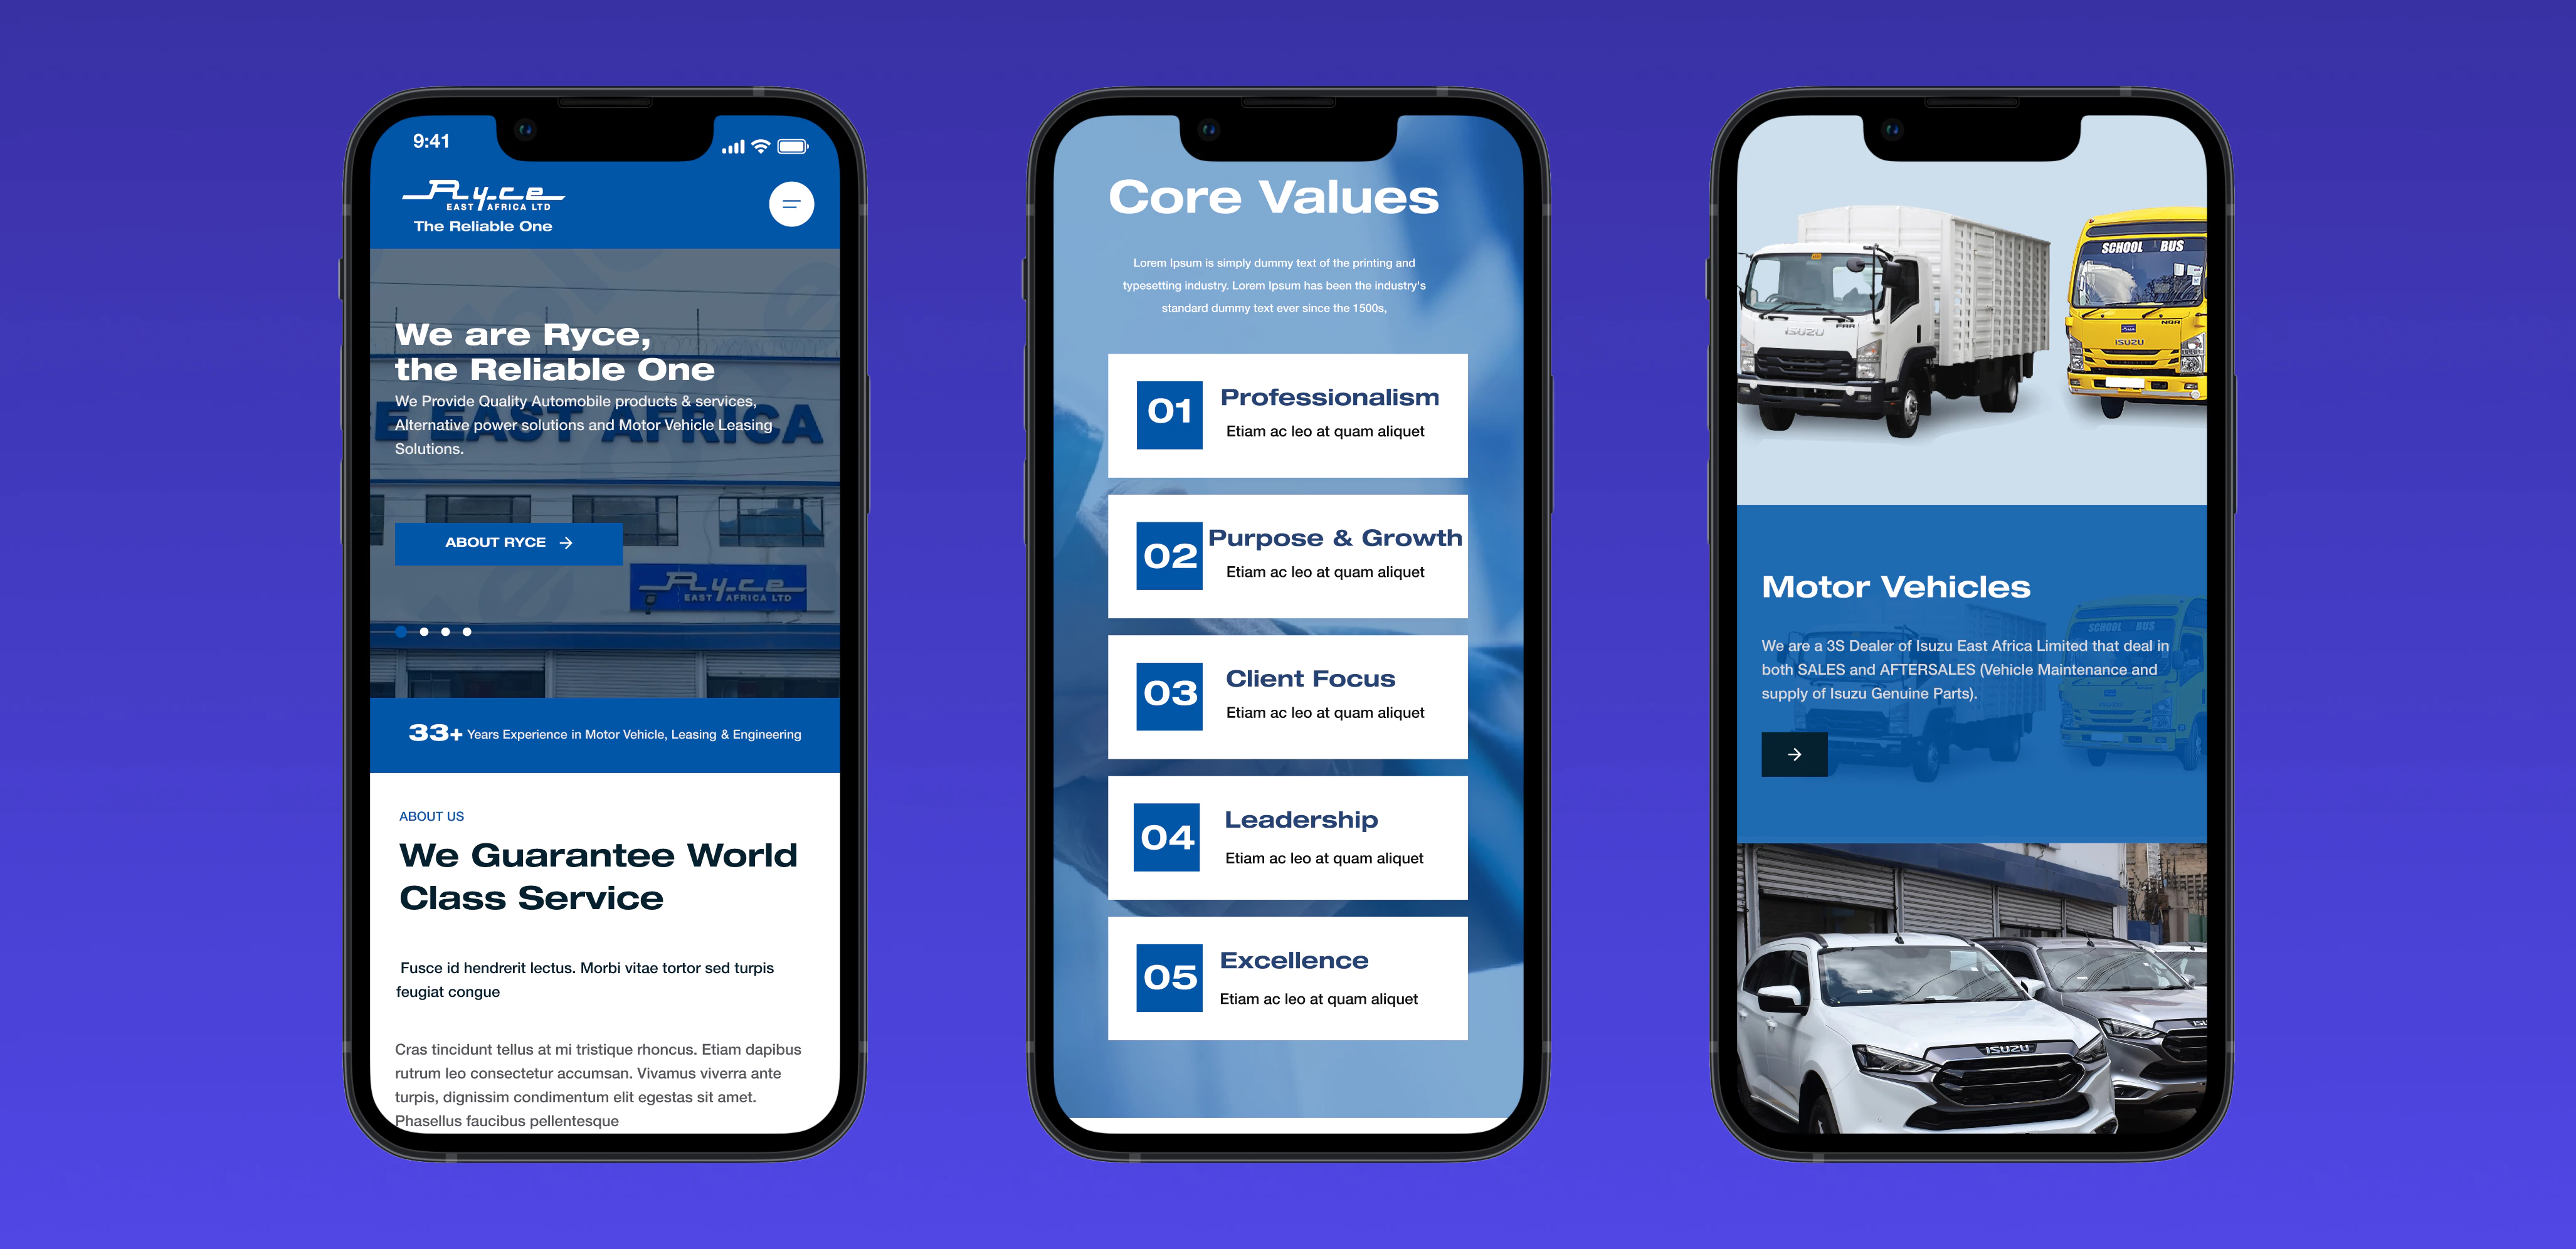 9:41
Ryce
EAST AFRICA LTD
The Reliable One
We are Ryce,
the Reliable One
We Provide Quality Automobile products & services,
Alternative power solutions and Motor Vehicle Leasing
Solutions.
E EAST AFRICA
ABOUT RYCE
Ryce
EAST AFRICA LTD
33+ Years Experience in Motor Vehicle, Leasing & Engineering
ABOUT US
We Guarantee World
Class Service
Fusce id hendrerit lectus. Morbi vitae tortor sed turpis
feugiat congue
Cras tincidunt tellus at mi tristique rhoncus. Etiam dapibus
rutrum leo consectetur accumsan. Vivamus viverra ante
turpis, dignissim condimentum elit egestas sit amet.
Phasellus faucibus pellentesque
Core Values
Lorem Ipsum is simply dummy text of the printing and
typesetting industry. Lorem Ipsum has been the industry's
standard dummy text ever since the 1500s,
01
Professionalism
Etiam ac leo at quam aliquet
02
Purpose & Growth
Etiam ac leo at quam aliquet
03
Client Focus
Etiam ac leo at quam aliquet
04
Leadership
Etiam ac leo at quam aliquet
05
Excellence
Etiam ac leo at quam aliquet
SCHOOL BUS
ISUZU
FRR
NQR
ISUZU
Motor Vehicles
SCHOOL BUS
We are a 3S Dealer of Isuzu East Africa Limited that deal in
both SALES and AFTERSALES (Vehicle Maintenance and
supply of Isuzu Genuine Parts).
ISUZU